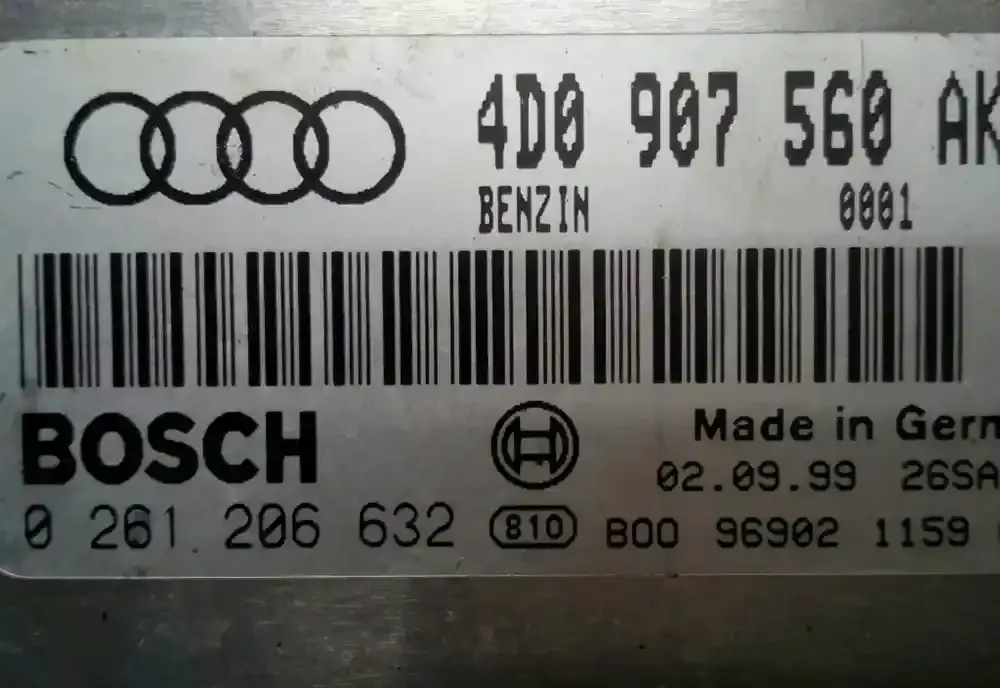 4D0 907 560 AK
BENZIN 0001
BOSCH
Made in Germ
02.09.99 26SA
0 261 206 632 810 B00 96902 1159